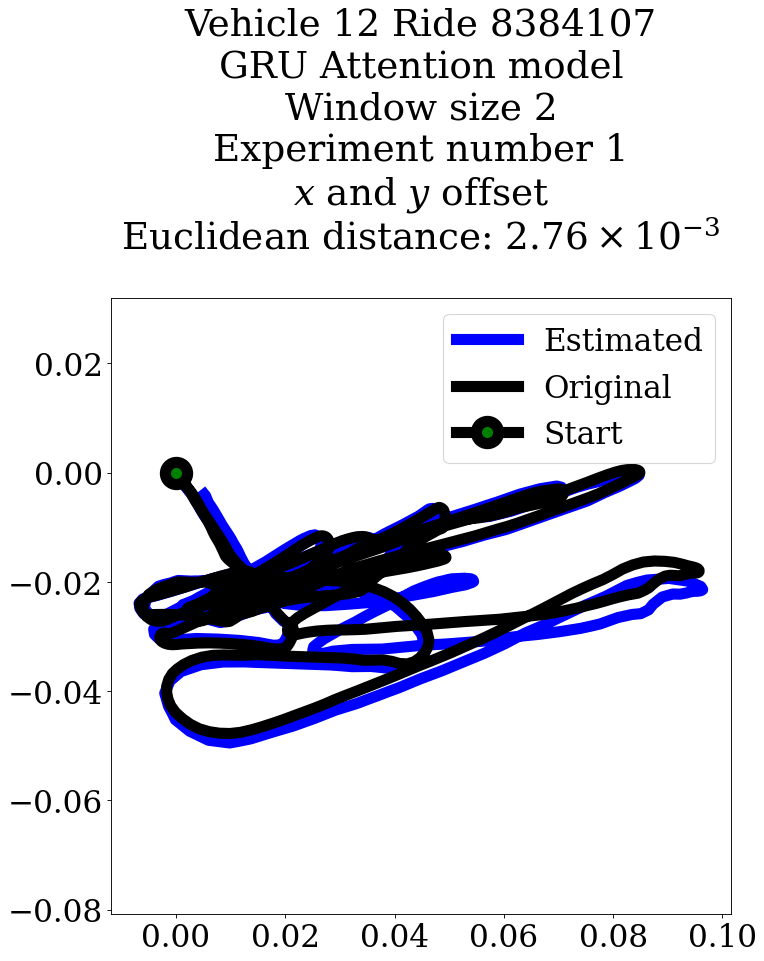 Vehicle 12 Ride 8384107
GRU Attention model
Window size 2
Experiment number 1
x and y offset
Euclidean distance: 2.76 × 10⁻³
Estimated
Original
Start
0.02
0.00
−0.02
−0.04
−0.06
−0.08
0.00 0.02 0.04 0.06 0.08 0.10